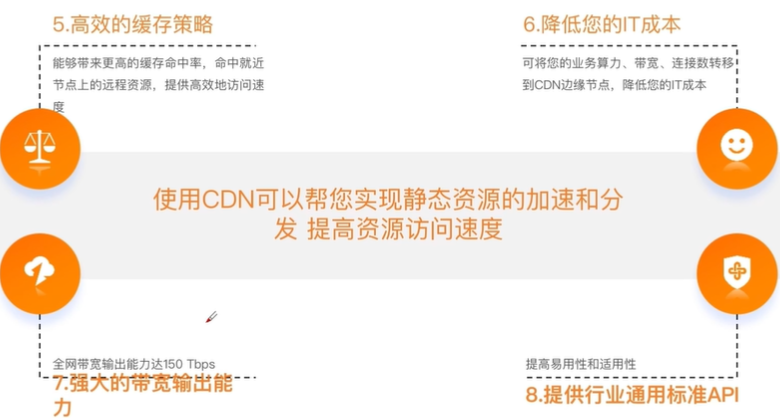 5.高效的缓存策略
能够带来更高的缓存命中率，命中就近
节点上的远程资源，提供高效地访问速
度
6.降低您的IT成本
可将您的业务算力、带宽、连接数转移
到CDN边缘节点，降低您的IT成本
使用CDN可以帮您实现静态资源的加速和分
发 提高资源访问速度
全网带宽输出能力达150 Tbps
7.强大的带宽输出能
力
提高易用性和适用性
8.提供行业通用标准API